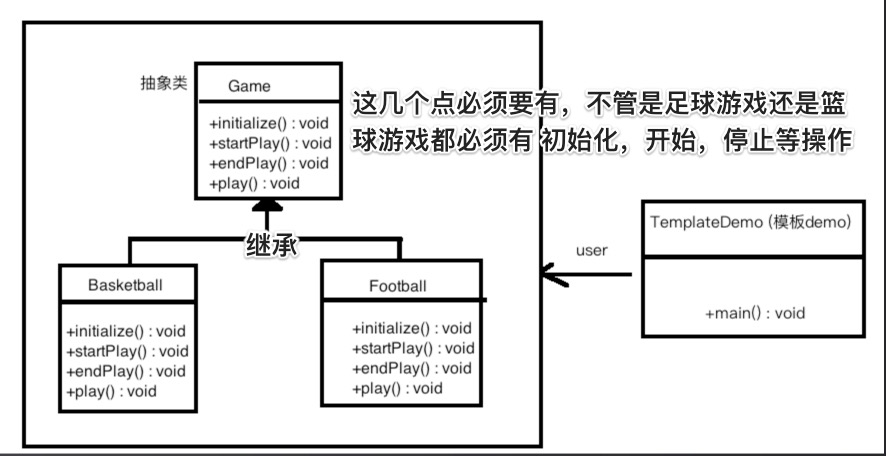 抽象类
Game
+initialize() : void
+startPlay() : void
+endPlay() : void
+play() : void
这几个点必须要有，不管是足球游戏还是篮
球游戏都必须有 初始化，开始，停止等操作
继承
Basketball
+initialize() : void
+startPlay() : void
+endPlay() : void
+play() : void
Football
+initialize() : void
+startPlay() : void
+endPlay() : void
+play() : void
user
TemplateDemo (模板demo)
+main() : void